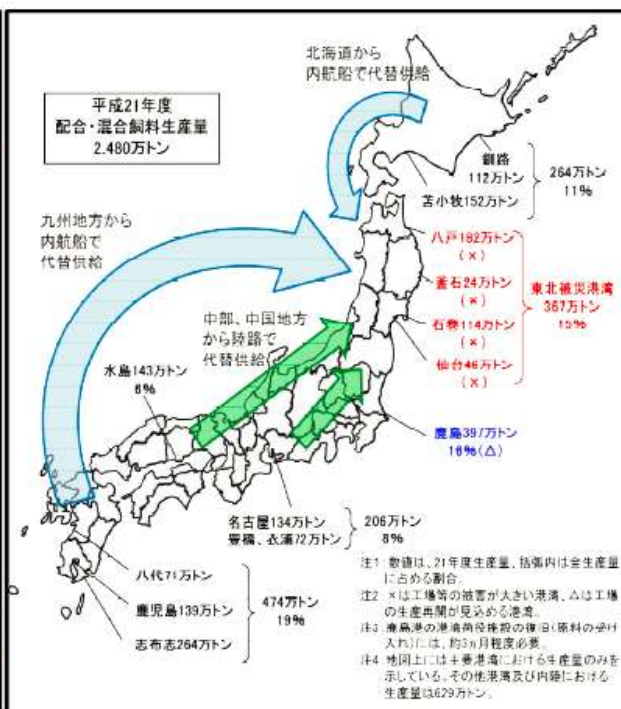 北海道から
内航船で代替供給
平成21年度
配合・混合飼料生産量
2,480万トン
釧路
112万トン
苫小牧152万トン
264万トン
11%
九州地方から
内航船で
代替供給
八戸182万トン
(×)
釜石24万トン
(×)
石巻114万トン
(×)
仙台46万トン
(×)
東北被災港湾
367万トン
15%
中部、中国地方
から陸路で
代替供給
水島143万トン
6%
鹿島397万トン
16%(△)
名古屋134万トン
豊橋、衣浦72万トン
206万トン
8%
八代71万トン
鹿児島139万トン
志布志264万トン
474万トン
19%
注1 数値は、21年度生産量、括弧内は全生産量
に占める割合。
注2 ×は工場等の被害が大きい港湾、△は工場
の生産再開が見込める港湾。
注3 鹿島港の港湾荷役施設の復旧(原料の受け
入れ)には、約3ヵ月程度必要。
注4 地図上には主要港湾における生産量のみを
示している。その他港湾及び内陸における
生産量は629万トン。